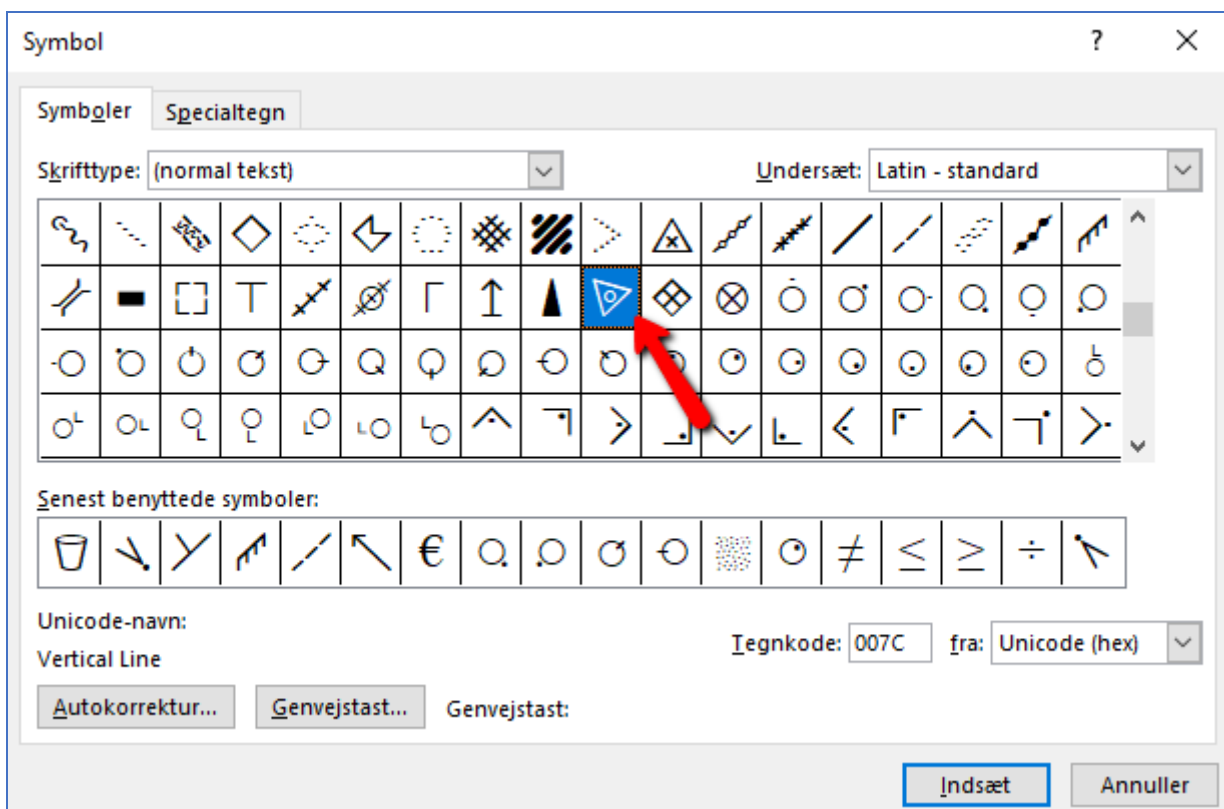 Symbol
Symboler Specialtegn
Skrifttype: (normal tekst) Undersæt: Latin - standard
Senest benyttede symboler:
€ ≠ ≤ ≥ ÷
Unicode-navn:
Vertical Line
Tegnkode: 007C fra: Unicode (hex)
Autokorrektur... Genvejstast... Genvejstast:
Indsæt Annuller